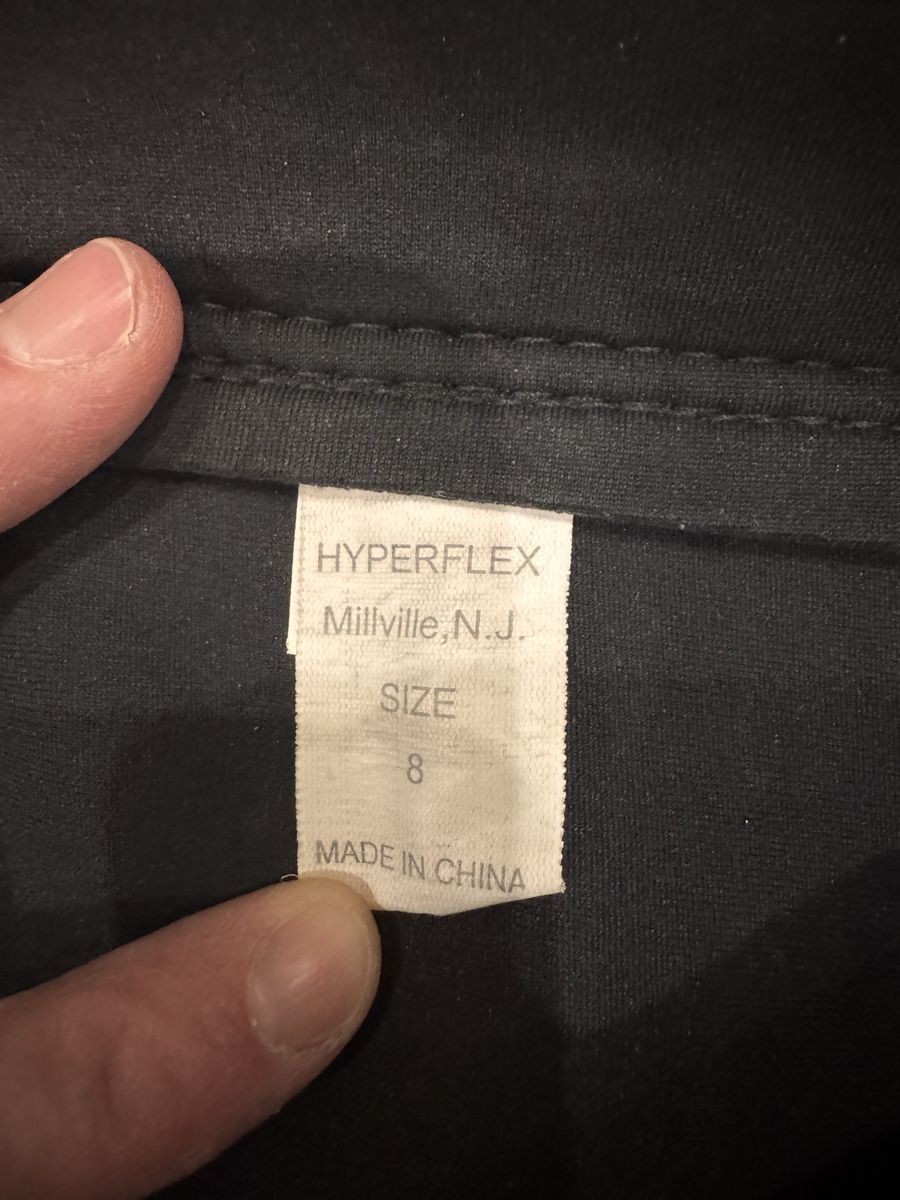 HYPERFLEX
Millville,N.J.
SIZE
8
MADE IN CHINA